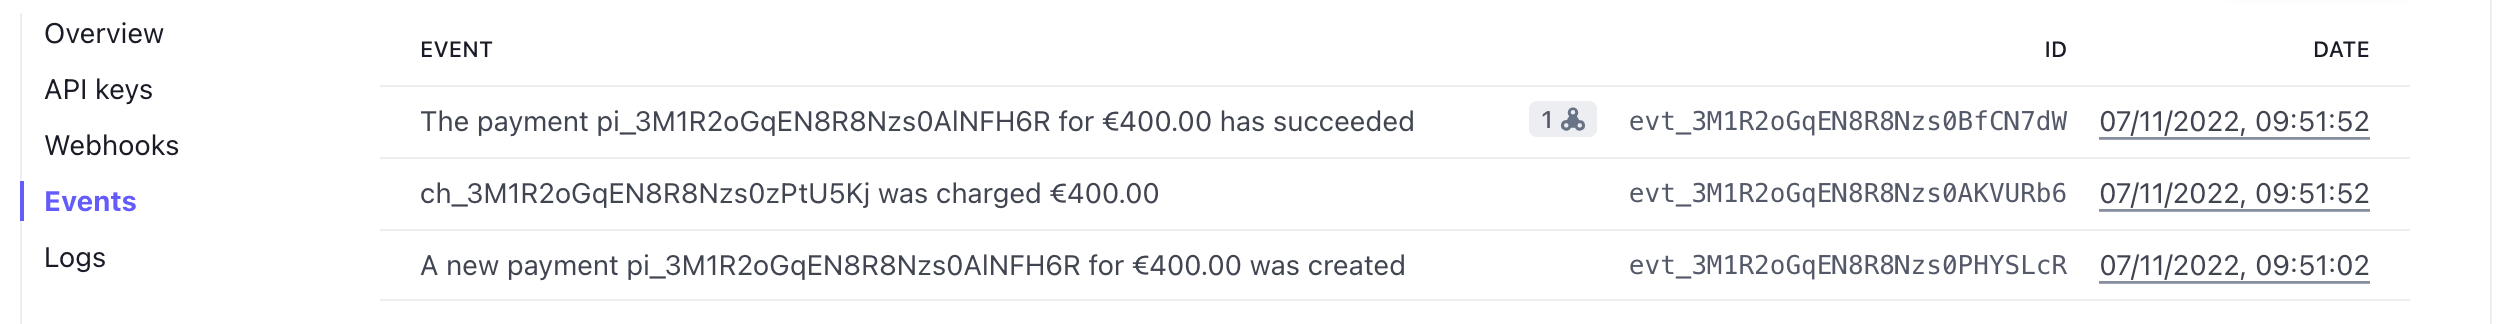 Overview
API keys
Webhooks
Events
Logs
EVENT ID DATE
The payment pi_3M1R2oGqEN8R8Nzs0AlNFH6R for €400.00 has succeeded 1 evt_3M1R2oGqEN8R8Nzs0BfCN7dW 07/11/2022, 09:51:52
ch_3M1R2oGqEN8R8Nzs0zPtU5Kj was charged €400.00 evt_3M1R2oGqEN8R8Nzs0AKVURb6 07/11/2022, 09:51:52
A new payment pi_3M1R2oGqEN8R8Nzs0AlNFH6R for €400.00 was created evt_3M1R2oGqEN8R8Nzs0PHYSLcR 07/11/2022, 09:51:02